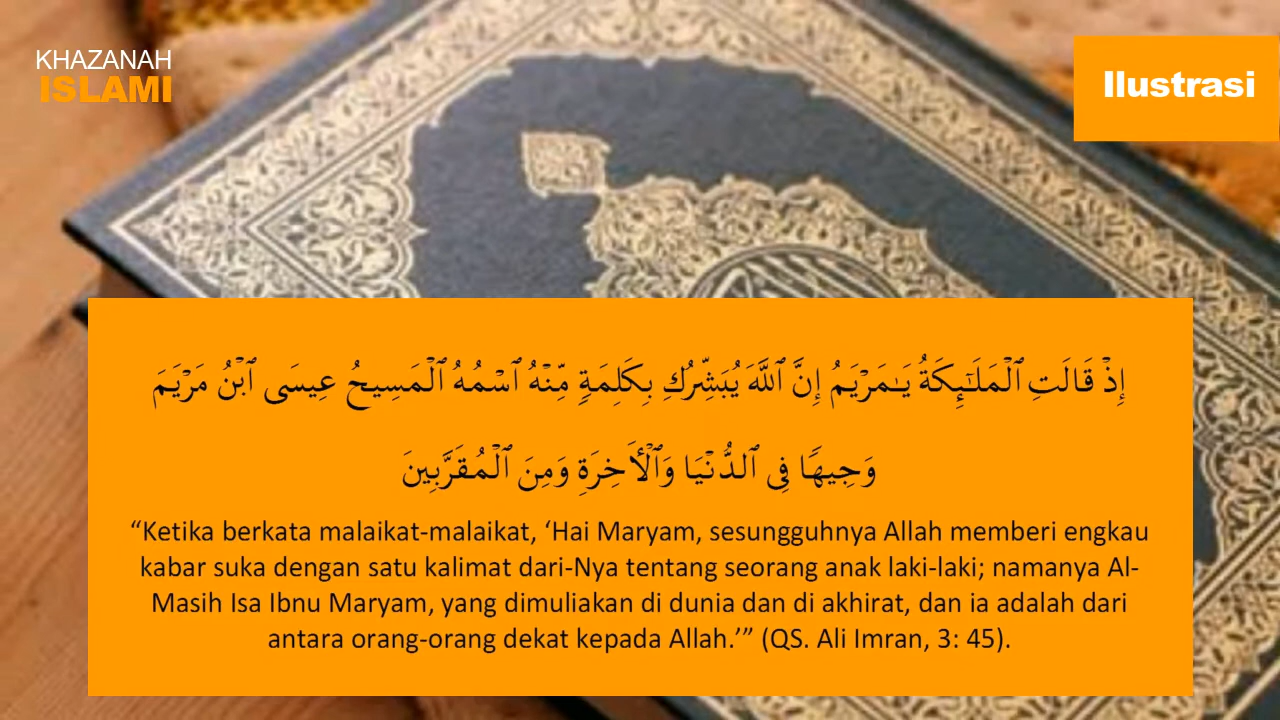 KHAZANAH
ISLAMI
Ilustrasi
إِذْ قَالَتِ ٱلْمَلَـٰٓئِكَةُ يَـٰمَرْيَمُ إِنَّ ٱللَّهَ يُبَشِّرُكِ بِكَلِمَةٍ مِّنْهُ ٱسْمُهُ ٱلْمَسِيحُ عِيسَى ٱبْنُ مَرْيَمَ
وَجِيهًا فِى ٱلدُّنْيَا وَٱلْـَٔاخِرَةِ وَمِنَ ٱلْمُقَرَّبِينَ
“Ketika berkata malaikat-malaikat, ‘Hai Maryam, sesungguhnya Allah memberi engkau
kabar suka dengan satu kalimat dari-Nya tentang seorang anak laki-laki; namanya Al-
Masih Isa Ibnu Maryam, yang dimuliakan di dunia dan di akhirat, dan ia adalah dari
antara orang-orang dekat kepada Allah.’” (QS. Ali Imran, 3: 45).